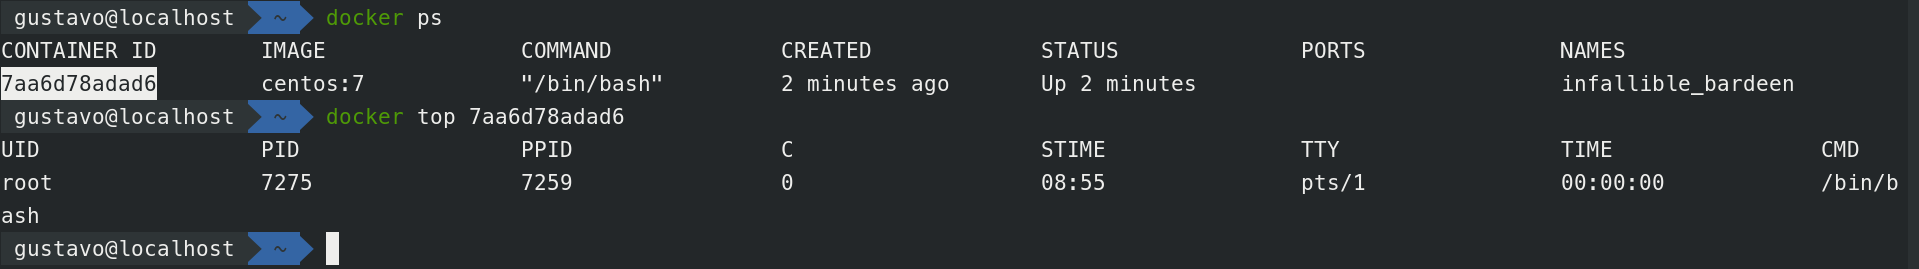 gustavo@localhost ~ docker ps
CONTAINER ID IMAGE COMMAND CREATED STATUS PORTS NAMES
7aa6d78adad6 centos:7 "/bin/bash" 2 minutes ago Up 2 minutes infallible_bardeen
gustavo@localhost ~ docker top 7aa6d78adad6
UID PID PPID C STIME TTY TIME CMD
root 7275 7259 0 08:55 pts/1 00:00:00 /bin/b
ash
gustavo@localhost ~